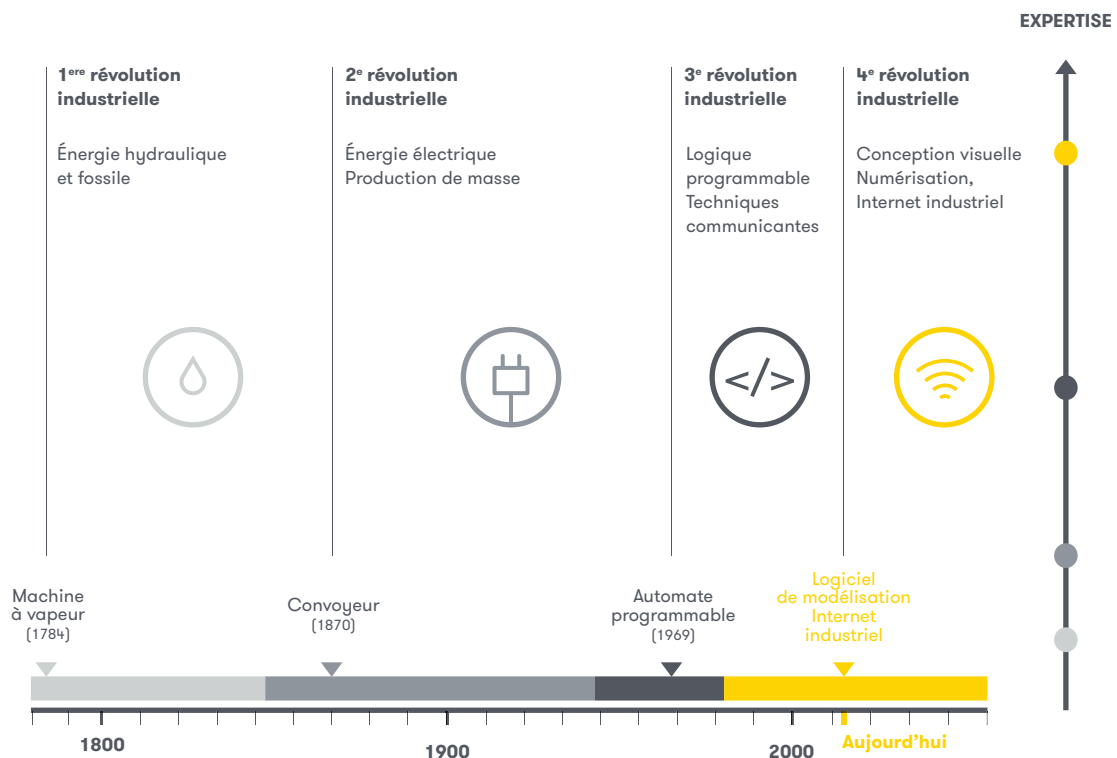 EXPERTISE
1ere révolution
industrielle
Énergie hydraulique
et fossile
2e révolution
industrielle
Énergie électrique
Production de masse
3e révolution
industrielle
Logique
programmable
Techniques
communicantes
4e révolution
industrielle
Conception visuelle
Numérisation,
Internet industriel
</>
Machine
à vapeur
(1784)
Convoyeur
(1870)
Automate
programmable
(1969)
Logiciel
de modélisation
Internet
industriel
1800
1900
2000
Aujourd'hui